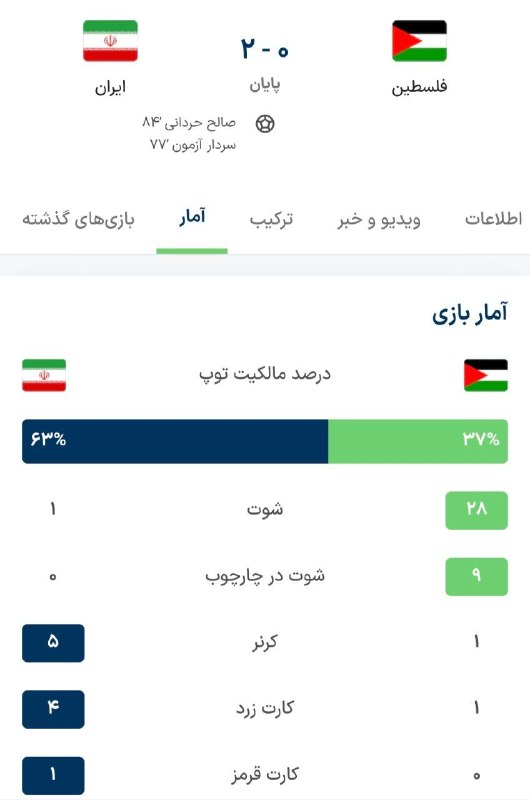 ۲ - ۰
فلسطین
ایران
پایان
صالح حردانی ۸۴'
سردار آزمون ۷۷'
اطلاعات
ویدیو و خبر
ترکیب
آمار
بازی‌های گذشته
آمار بازی
درصد مالکیت توپ
۳۷%
۶۳%
۲۸ شوت ۱
۹ شوت در چارچوب ۰
۱ کرنر ۵
۱ کارت زرد ۴
۰ کارت قرمز ۱